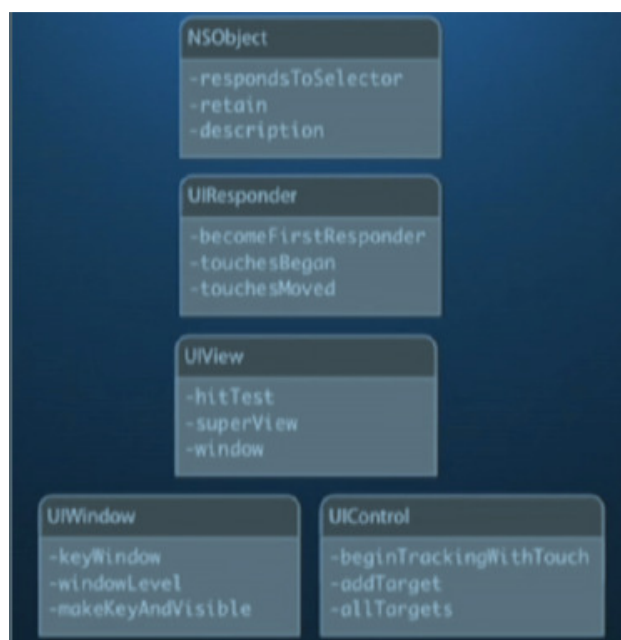 NSObject
-respondsToSelector
-retain
-description
UIResponder
-becomeFirstResponder
-touchesBegan
-touchesMoved
UIView
-hitTest
-superView
-window
UIWindow
-keyWindow
-windowLevel
-makeKeyAndVisible
UIControl
-beginTrackingWithTouch
-addTarget
-allTargets